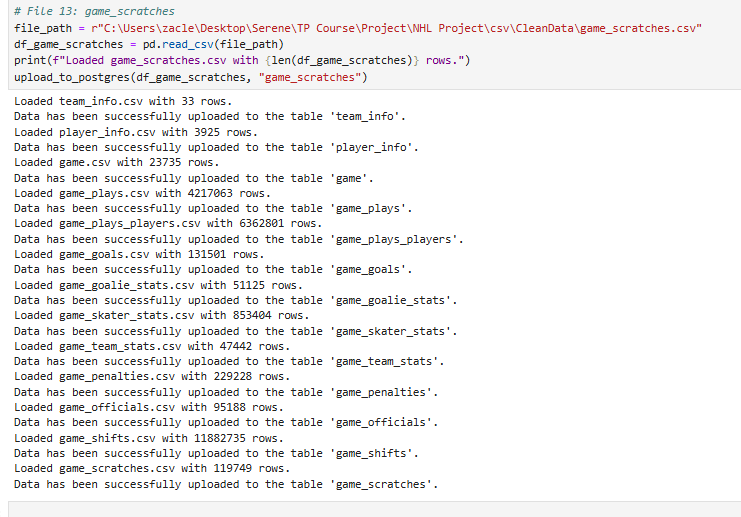 # File 13: game_scratches
file_path = r"C:\Users\zacle\Desktop\Serene\TP Course\Project\NHL Project\csv\CleanData\game_scratches.csv"
df_game_scratches = pd.read_csv(file_path)
print(f"Loaded game_scratches.csv with {len(df_game_scratches)} rows.")
upload_to_postgres(df_game_scratches, "game_scratches")
Loaded team_info.csv with 33 rows.
Data has been successfully uploaded to the table 'team_info'.
Loaded player_info.csv with 3925 rows.
Data has been successfully uploaded to the table 'player_info'.
Loaded game.csv with 23735 rows.
Data has been successfully uploaded to the table 'game'.
Loaded game_plays.csv with 4217063 rows.
Data has been successfully uploaded to the table 'game_plays'.
Loaded game_plays_players.csv with 6362801 rows.
Data has been successfully uploaded to the table 'game_plays_players'.
Loaded game_goals.csv with 131501 rows.
Data has been successfully uploaded to the table 'game_goals'.
Loaded game_goalie_stats.csv with 51125 rows.
Data has been successfully uploaded to the table 'game_goalie_stats'.
Loaded game_skater_stats.csv with 853404 rows.
Data has been successfully uploaded to the table 'game_skater_stats'.
Loaded game_team_stats.csv with 47442 rows.
Data has been successfully uploaded to the table 'game_team_stats'.
Loaded game_penalties.csv with 229228 rows.
Data has been successfully uploaded to the table 'game_penalties'.
Loaded game_officials.csv with 95188 rows.
Data has been successfully uploaded to the table 'game_officials'.
Loaded game_shifts.csv with 11882735 rows.
Data has been successfully uploaded to the table 'game_shifts'.
Loaded game_scratches.csv with 119749 rows.
Data has been successfully uploaded to the table 'game_scratches'.